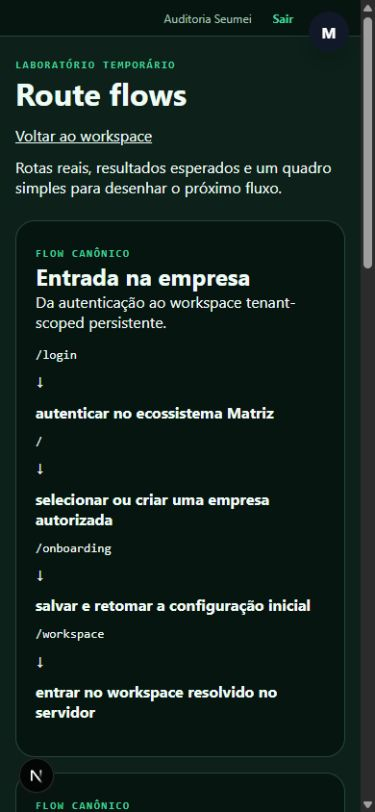 Auditoria Seumei Sair M
LABORATÓRIO TEMPORÁRIO
Route flows
Voltar ao workspace
Rotas reais, resultados esperados e um quadro
simples para desenhar o próximo fluxo.
FLOW CANÔNICO
Entrada na empresa
Da autenticação ao workspace tenant-
scoped persistente.
/login
↓
autenticar no ecossistema Matriz
/
↓
selecionar ou criar uma empresa
autorizada
/onboarding
↓
salvar e retomar a configuração inicial
/workspace
↓
entrar no workspace resolvido no
servidor
N
FLOW CANÔNICO